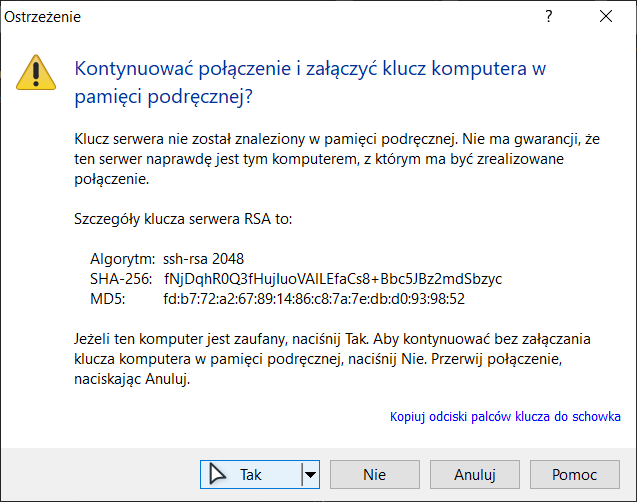 Ostrzeżenie
?
Kontynuować połączenie i załączyć klucz komputera w
pamięci podręcznej?
Klucz serwera nie został znaleziony w pamięci podręcznej. Nie ma gwarancji, że
ten serwer naprawdę jest tym komputerem, z którym ma być zrealizowane
połączenie.
Szczegóły klucza serwera RSA to:
Algorytm: ssh-rsa 2048
SHA-256: fNjDqhR0Q3fHujIuoVAILEfaCs8+Bbc5JBz2mdSbzyc
MD5: fd:b7:72:a2:67:89:14:86:c8:7a:7e:db:d0:93:98:52
Jeżeli ten komputer jest zaufany, naciśnij Tak. Aby kontynuować bez załączania
klucza komputera w pamięci podręcznej, naciśnij Nie. Przerwij połączenie,
naciskając Anuluj.
Kopiuj odciski palców klucza do schowka
Tak Nie Anuluj Pomoc